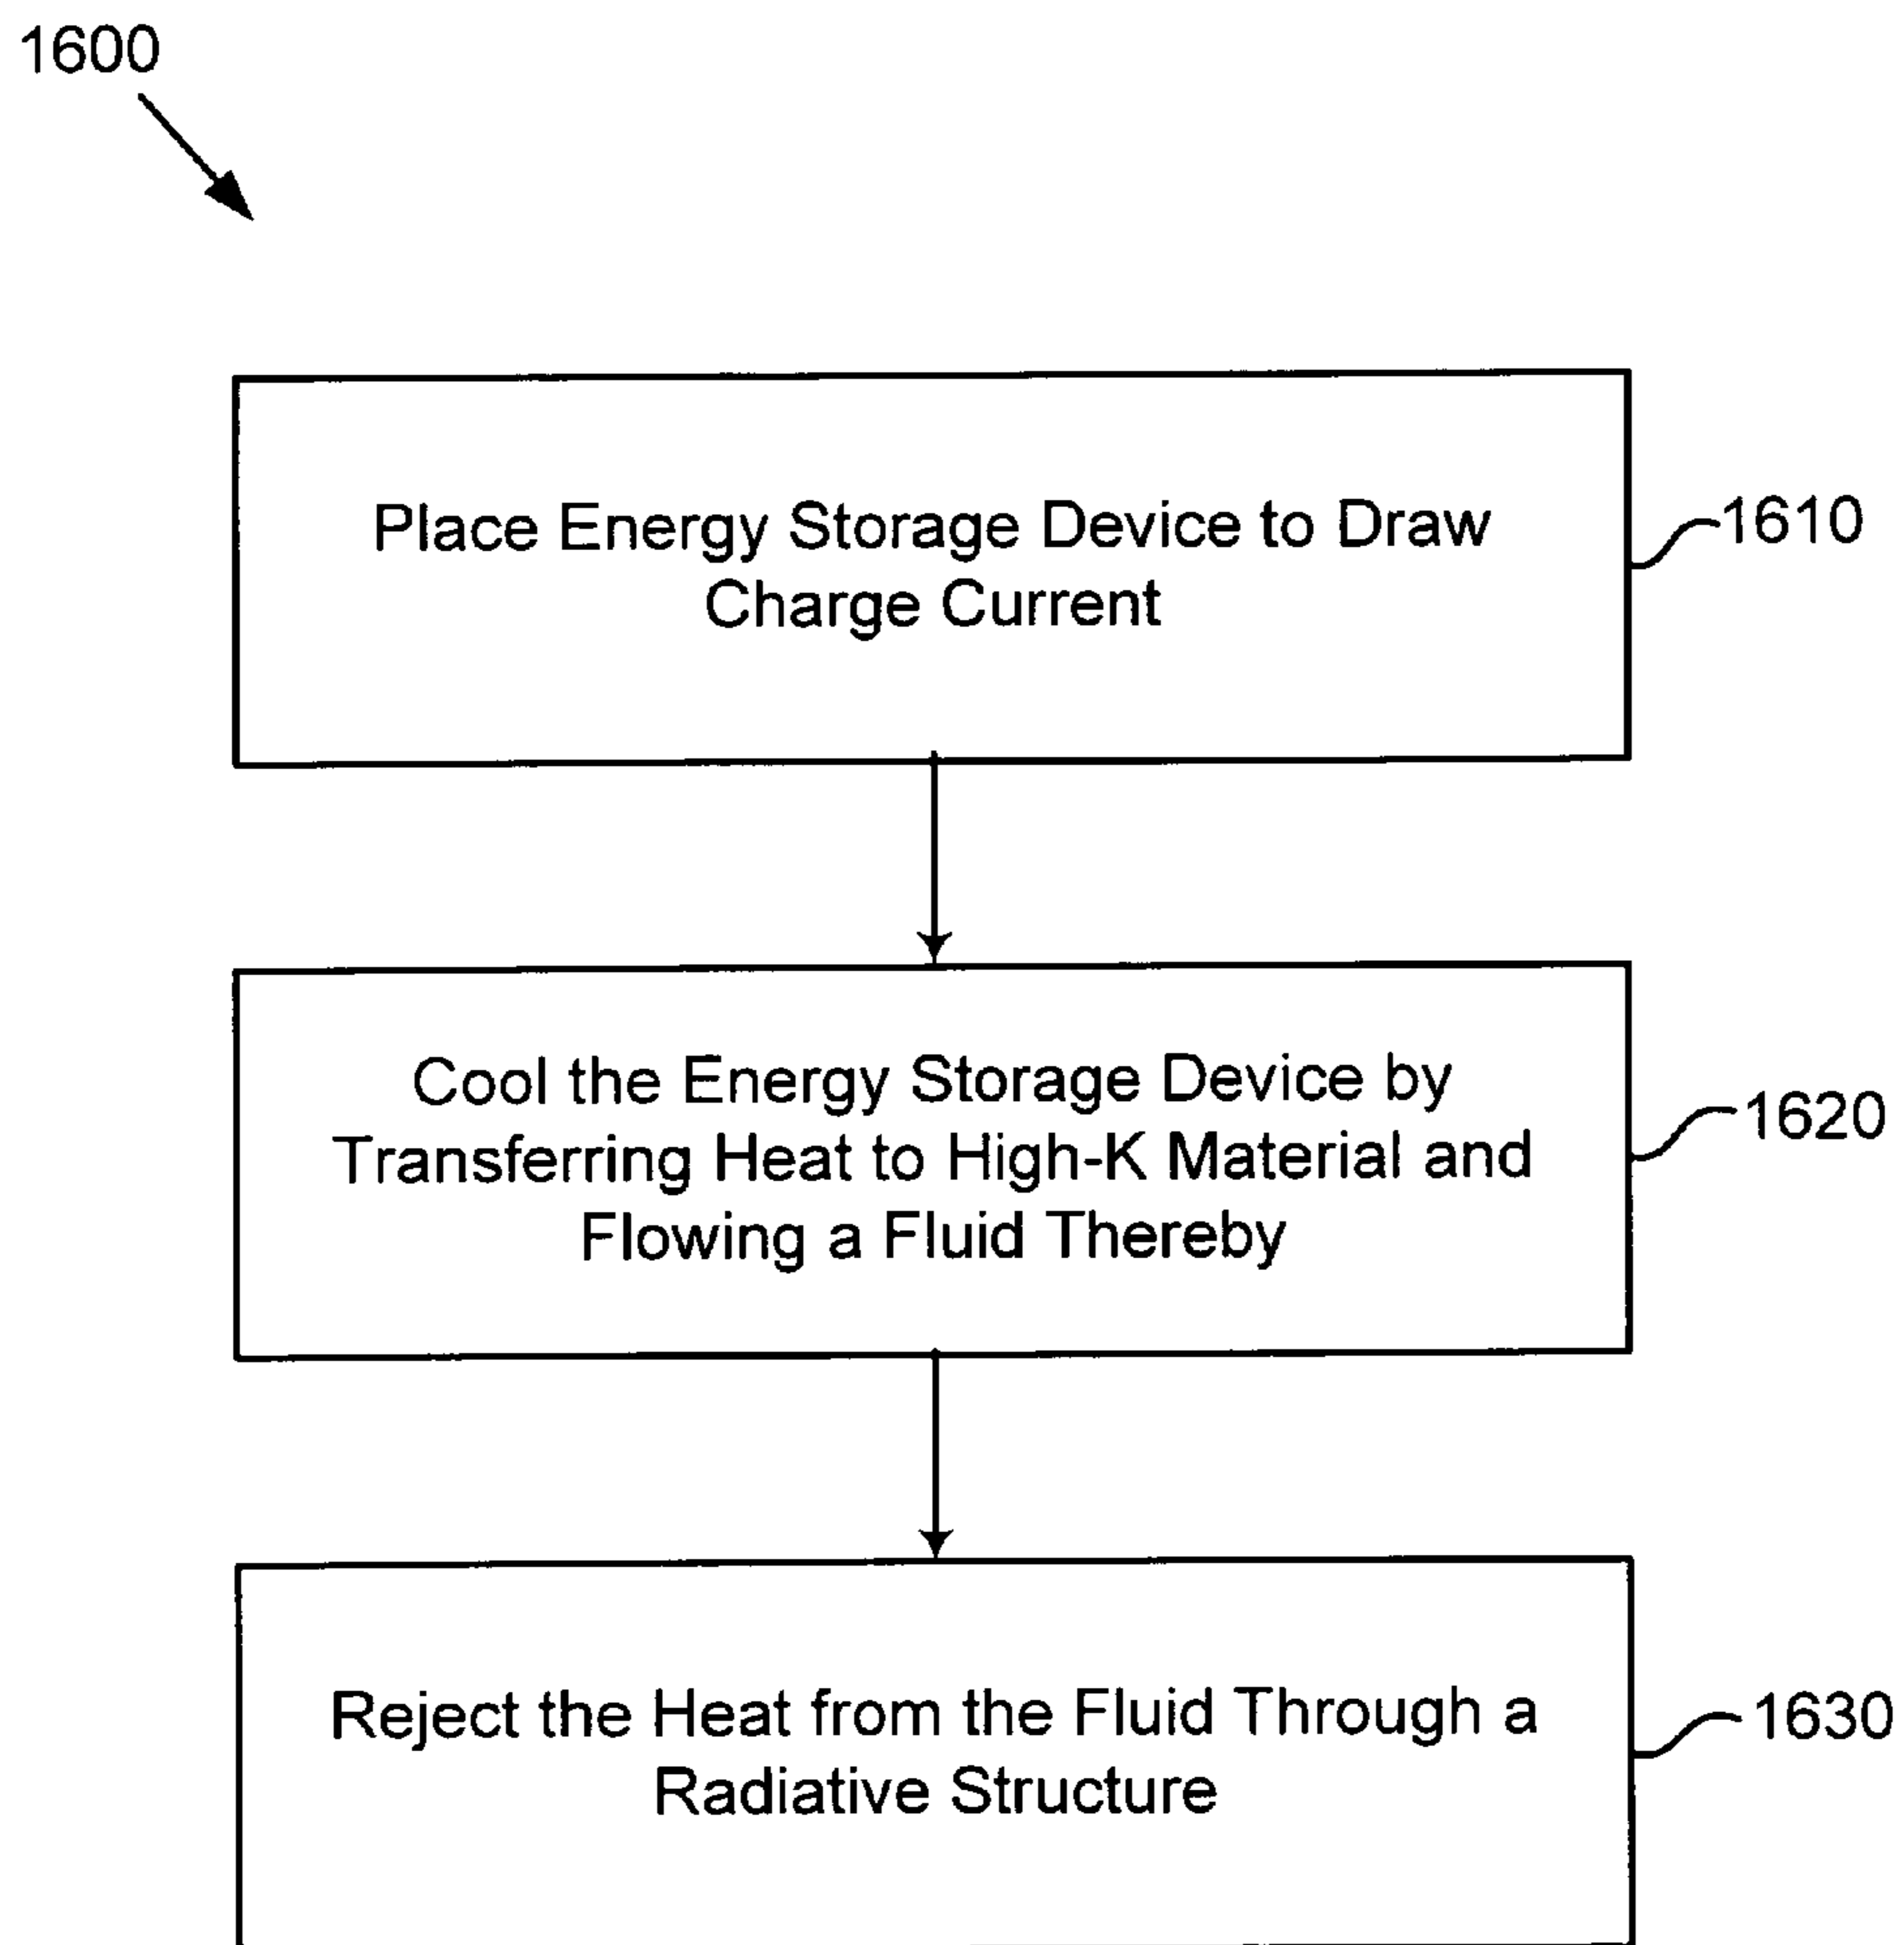 1600
Place Energy Storage Device to Draw
Charge Current
1610
Cool the Energy Storage Device by
Transferring Heat to High-K Material and
Flowing a Fluid Thereby
1620
Reject the Heat from the Fluid Through a
Radiative Structure
1630